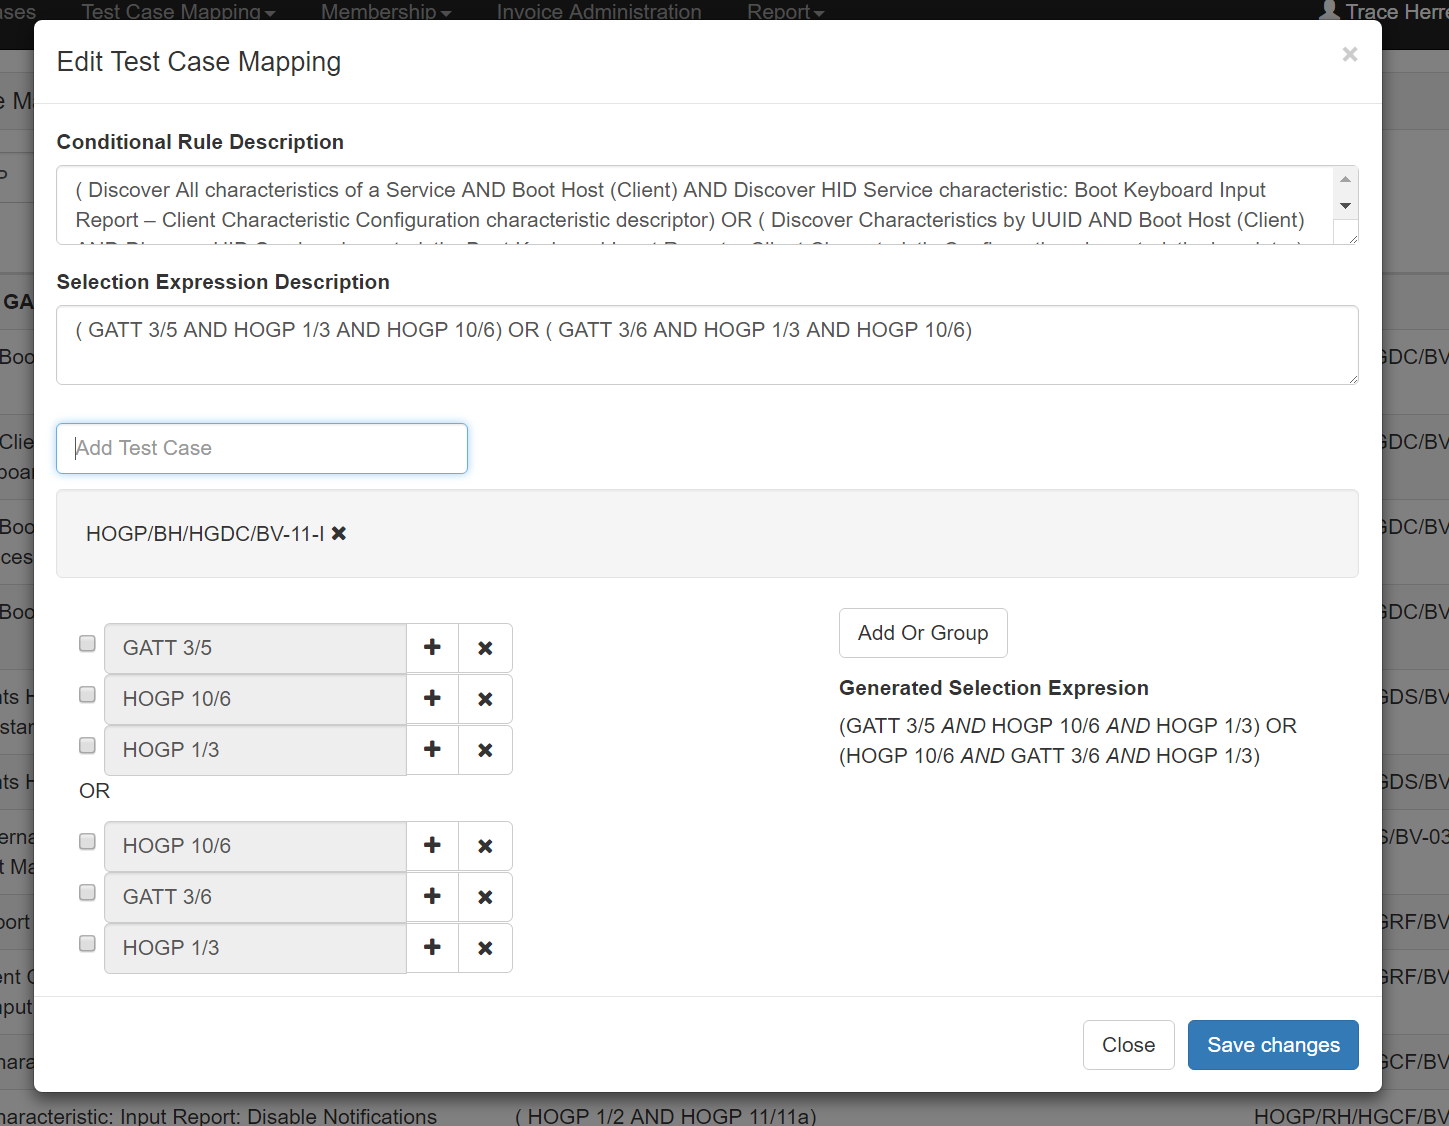 Test Case Mapping Membership Invoice Administration Report Trace Herre
Edit Test Case Mapping
Conditional Rule Description
( Discover All characteristics of a Service AND Boot Host (Client) AND Discover HID Service characteristic: Boot Keyboard Input
Report – Client Characteristic Configuration characteristic descriptor) OR ( Discover Characteristics by UUID AND Boot Host (Client)
Selection Expression Description
( GATT 3/5 AND HOGP 1/3 AND HOGP 10/6) OR ( GATT 3/6 AND HOGP 1/3 AND HOGP 10/6)
Add Test Case
HOGP/BH/HGDC/BV-11-I
GATT 3/5
HOGP 10/6
HOGP 1/3
OR
HOGP 10/6
GATT 3/6
HOGP 1/3
Add Or Group
Generated Selection Expresion
(GATT 3/5 AND HOGP 10/6 AND HOGP 1/3) OR
(HOGP 10/6 AND GATT 3/6 AND HOGP 1/3)
Close
Save changes
aracteristic: Input Report: Disable Notifications ( HOGP 1/2 AND HOGP 11/11a) HOGP/RH/HGCF/BV